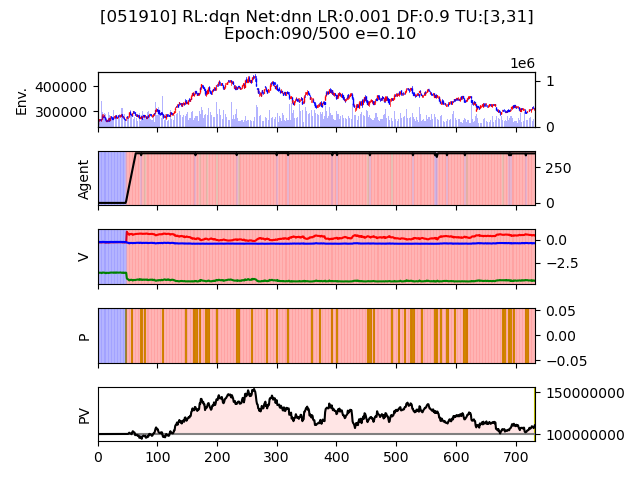 [051910] RL:dqn Net:dnn LR:0.001 DF:0.9 TU:[3,31]
Epoch:090/500 e=0.10
1e6
Env.
400000
300000
1
0
Agent
250
0
V
0.0
−2.5
P
0.05
0.00
−0.05
PV
150000000
100000000
0 100 200 300 400 500 600 700